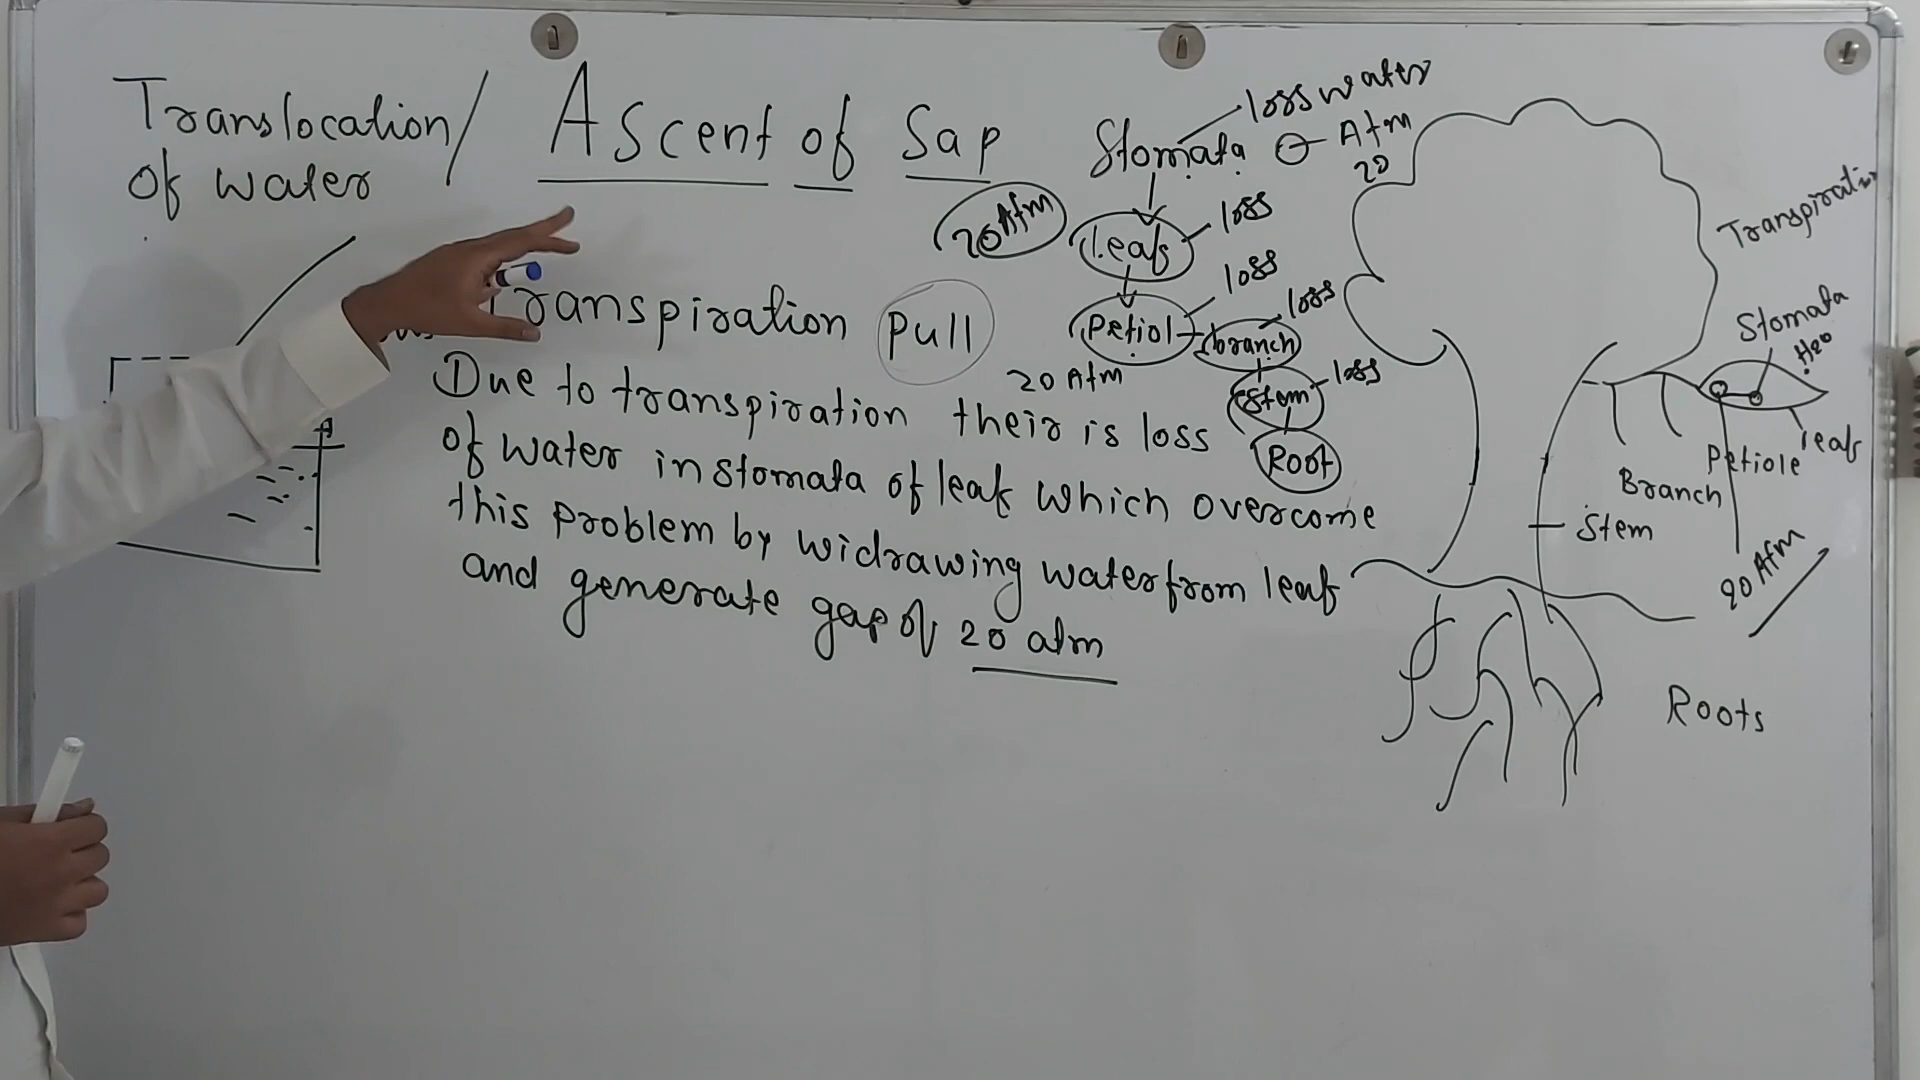 Translocation / Ascent of Sap
of water
Stomata
loss water
Atm
20
20 Atm
Leaf
loss
Petiol
loss
branch
loss
20 Atm
Stem
loss
Root
Transpiration pull
Due to transpiration their is loss
of water in stomata of leaf which overcome
this problem by widrawing water from leaf
and generate gap of 20 atm
Transpiration
Stomata
H20
leaf
Petiole
Branch
Stem
20 Atm
Roots